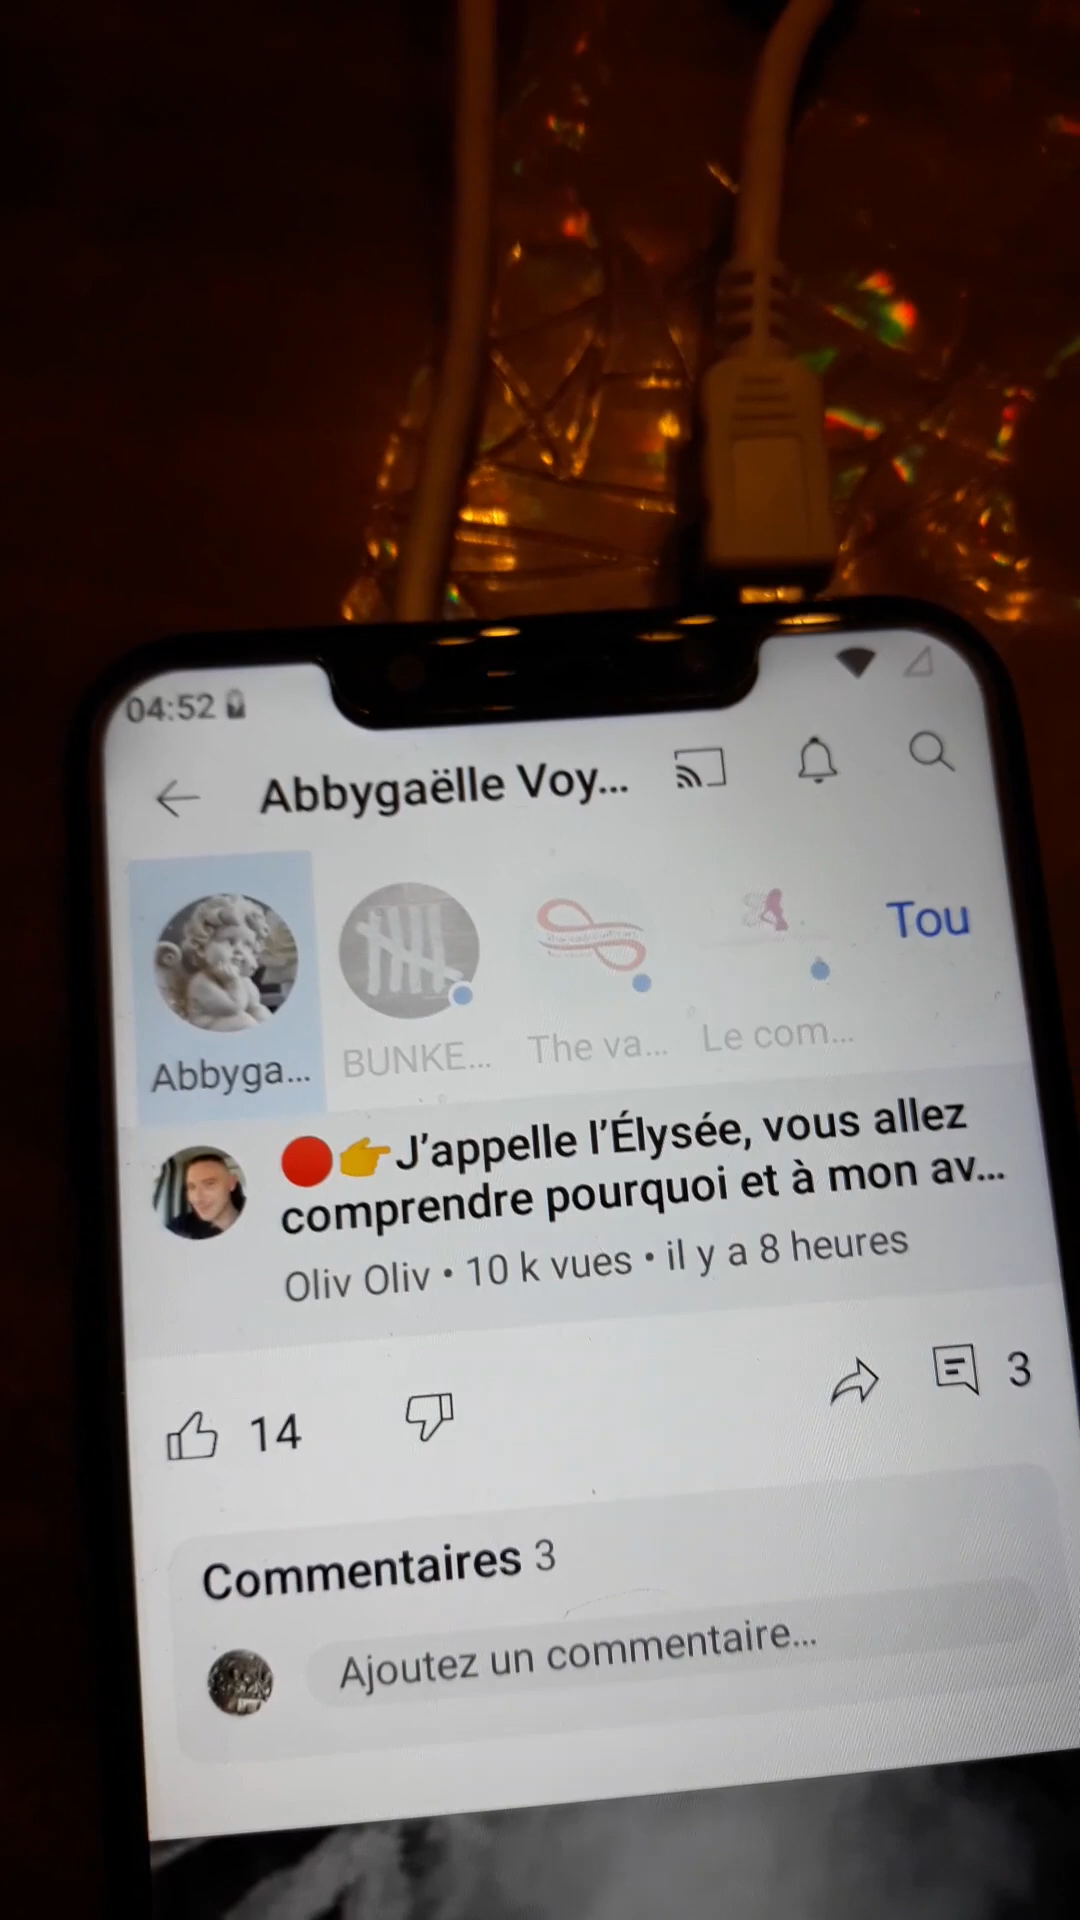 04:52
Abbygaëlle Voy...
Tou
Abbyga...
BUNKE...
The va...
Le com...
J'appelle l'Élysée, vous allez
comprendre pourquoi et à mon av...
Oliv Oliv • 10 k vues • il y a 8 heures
14
3
Commentaires 3
Ajoutez un commentaire...